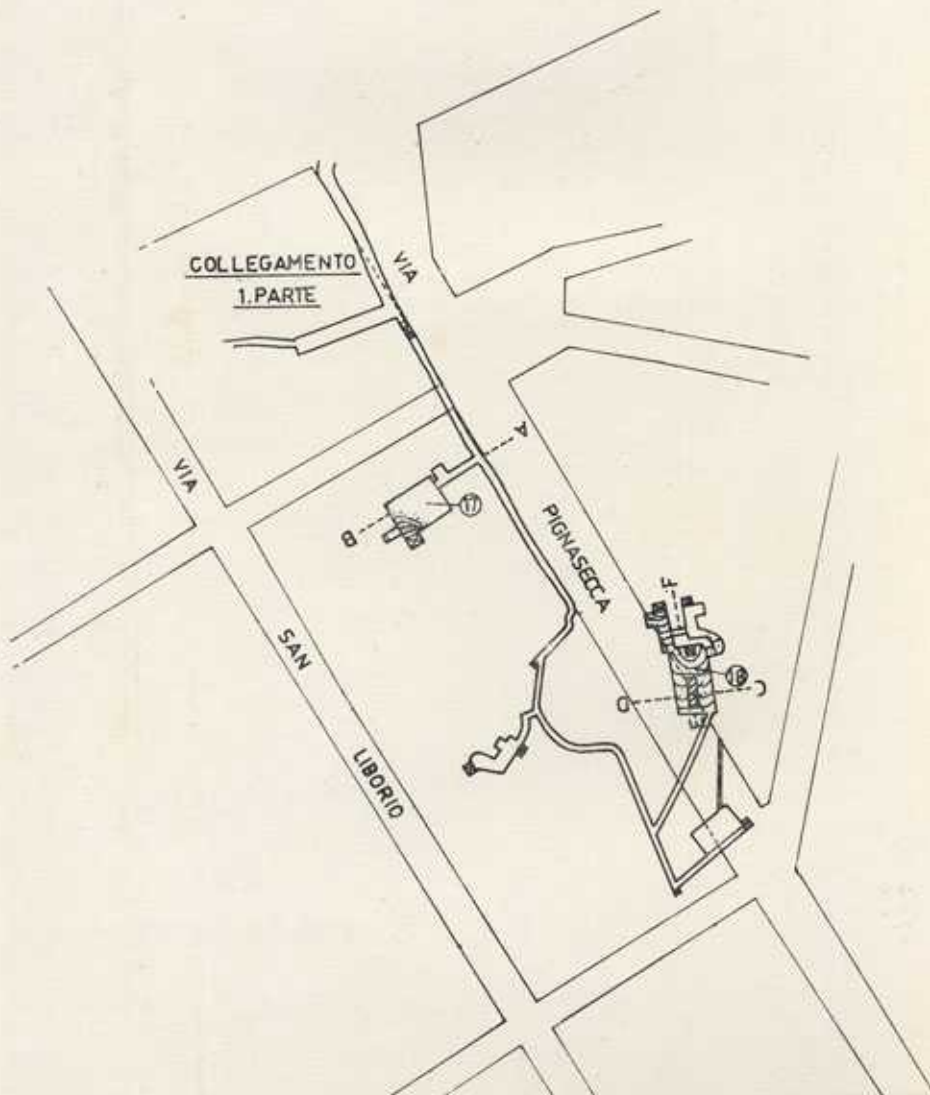 COLLEGAMENTO
1.PARTE
VIA
PIGNASECCA
VIA
SAN
LIBORIO
A
B
17
F
18
D
C
E